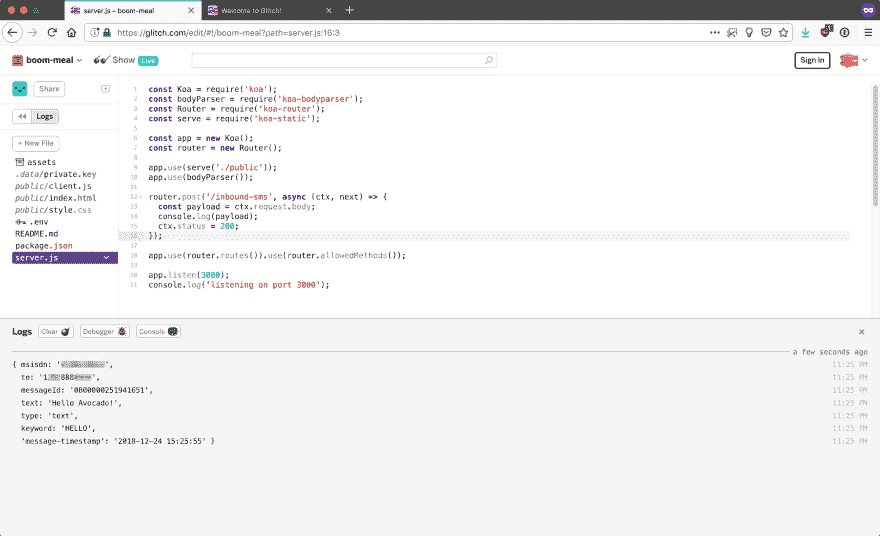 server.js – boom-meal
Welcome to Glitch!
https://glitch.com/edit/#!/boom-meal?path=server.js:16:3
boom-meal
Show
Live
Sign in
Share
Logs
+ New File
assets
.data/private.key
public/client.js
public/index.html
public/style.css
.env
README.md
package.json
server.js
1 const Koa = require('koa');
2 const bodyParser = require('koa-bodyparser');
3 const Router = require('koa-router');
4 const serve = require('koa-static');
5
6 const app = new Koa();
7 const router = new Router();
8
9 app.use(serve('./public'));
10 app.use(bodyParser());
11
12 router.post('/inbound-sms', async (ctx, next) => {
13 const payload = ctx.request.body;
14 console.log(payload);
15 ctx.status = 200;
16 });
17
18 app.use(router.routes()).use(router.allowedMethods());
19
20 app.listen(3000);
21 console.log('listening on port 3000');
Logs
Clear
Debugger
Console
a few seconds ago
{ msisdn: ' ', 11:25 PM
to: '1 888 ', 11:25 PM
messageId: '0B00000251941651', 11:25 PM
text: 'Hello Avocado!', 11:25 PM
type: 'text', 11:25 PM
keyword: 'HELLO', 11:25 PM
'message-timestamp': '2018-12-24 15:25:55' } 11:25 PM